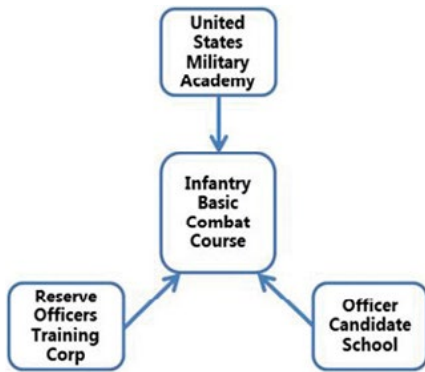 United
States
Military
Academy
Infantry
Basic
Combat
Course
Reserve
Officers
Training
Corp
Officer
Candidate
School